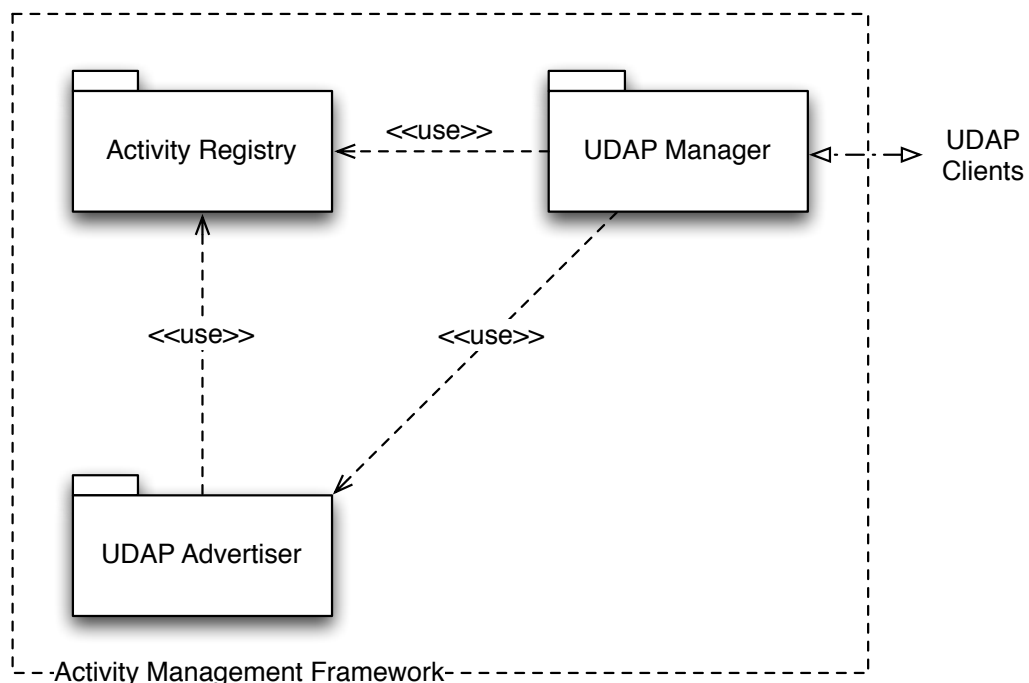 <<use>>
Activity Registry
UDAP Manager
UDAP
Clients
<<use>>
<<use>>
UDAP Advertiser
Activity Management Framework